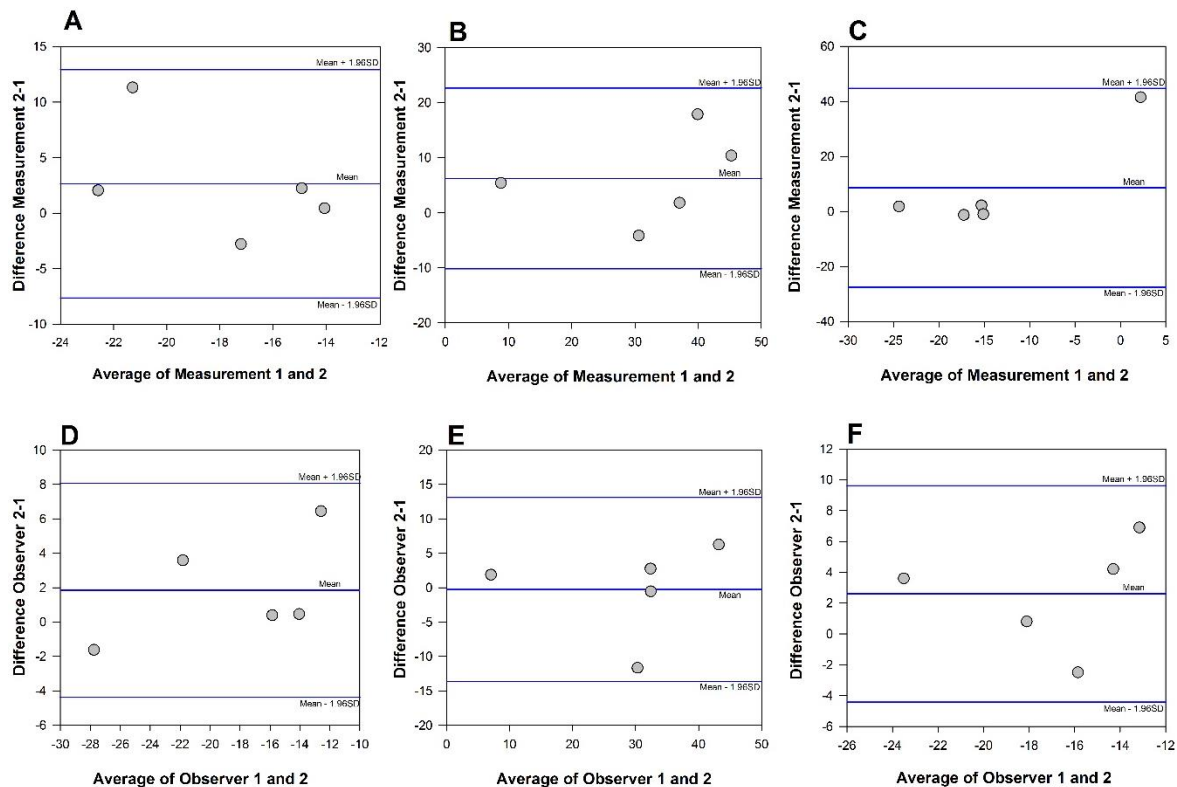 A
Difference Measurement 2-1
15
10
5
0
-5
-10
Mean + 1.96SD
Mean
Mean - 1.96SD
-24 -22 -20 -18 -16 -14 -12
Average of Measurement 1 and 2
B
Difference Measurement 2-1
30
20
10
0
-10
-20
Mean + 1.96SD
Mean
Mean - 1.96SD
0 10 20 30 40 50
Average of Measurement 1 and 2
C
Difference Measurement 2-1
60
40
20
0
-20
-40
Mean + 1.96SD
Mean
Mean - 1.96SD
-30 -25 -20 -15 -10 -5 0 5
Average of Measurement 1 and 2
D
Difference Observer 2-1
10
8
6
4
2
0
-2
-4
-6
Mean + 1.96SD
Mean
Mean - 1.96SD
-30 -28 -26 -24 -22 -20 -18 -16 -14 -12 -10
Average of Observer 1 and 2
E
Difference Observer 2-1
20
15
10
5
0
-5
-10
-15
-20
Mean + 1.96SD
Mean
Mean - 1.96SD
0 10 20 30 40 50
Average of Observer 1 and 2
F
Difference Observer 2-1
12
10
8
6
4
2
0
-2
-4
-6
Mean + 1.96SD
Mean
Mean - 1.96SD
-26 -24 -22 -20 -18 -16 -14 -12
Average of Observer 1 and 2